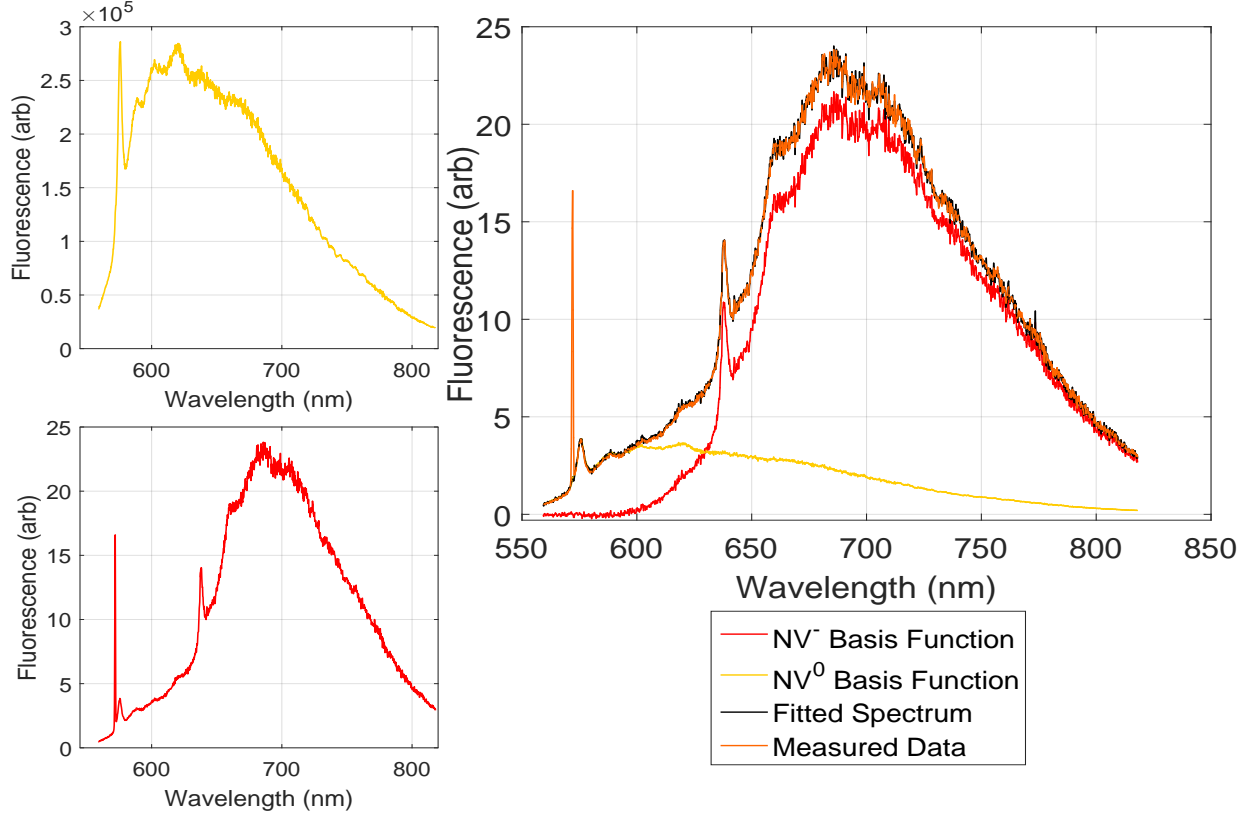 ×10^5
3
2.5
2
1.5
1
0.5
0
Fluorescence (arb)
600 700 800
Wavelength (nm)
25
20
15
10
5
0
Fluorescence (arb)
600 700 800
Wavelength (nm)
25
20
15
10
5
0
Fluorescence (arb)
550 600 650 700 750 800 850
Wavelength (nm)
NV^- Basis Function
NV^0 Basis Function
Fitted Spectrum
Measured Data